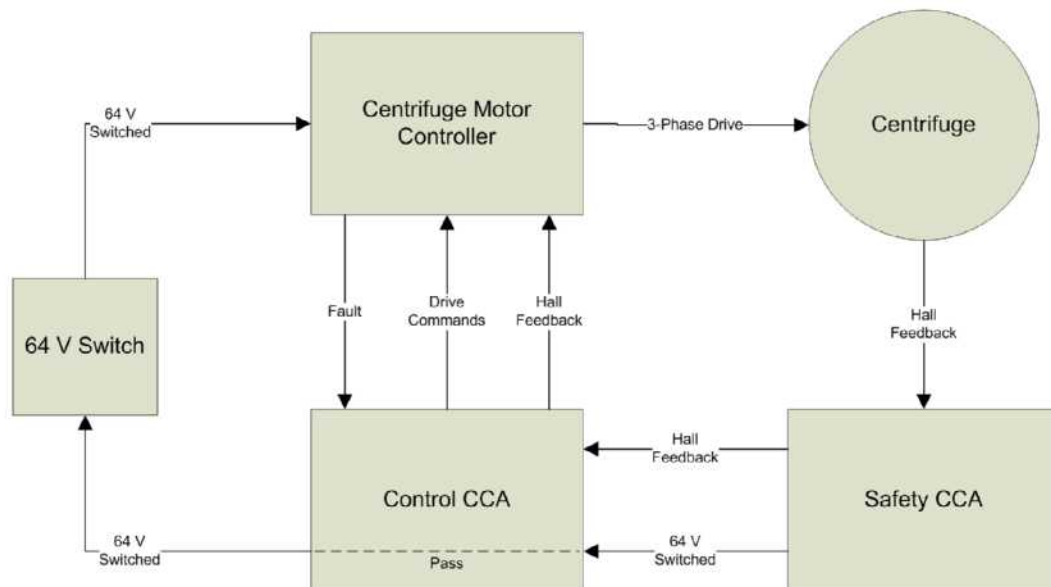 64 V
Switched
Centrifuge Motor
Controller
3-Phase Drive
Centrifuge
64 V Switch
Fault
Drive
Commands
Hall
Feedback
Hall
Feedback
Control CCA
Hall
Feedback
Safety CCA
64 V
Switched
Pass
64 V
Switched